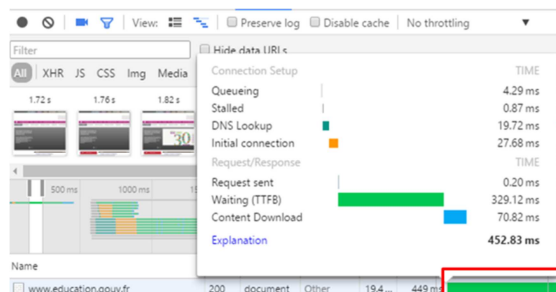 View: Preserve log Disable cache No throttling
Filter Hide data URLs
All XHR JS CSS Img Media
1.72 s 1.76 s 1.82 s
500 ms 1000 ms
Connection Setup TIME
Queueing 4.29 ms
Stalled 0.87 ms
DNS Lookup 19.72 ms
Initial connection 27.68 ms
Request/Response TIME
Request sent 0.20 ms
Waiting (TTFB) 329.12 ms
Content Download 70.82 ms
Explanation 452.83 ms
Name
www.education.gouv.fr 200 document Other 19.4... 449 ms